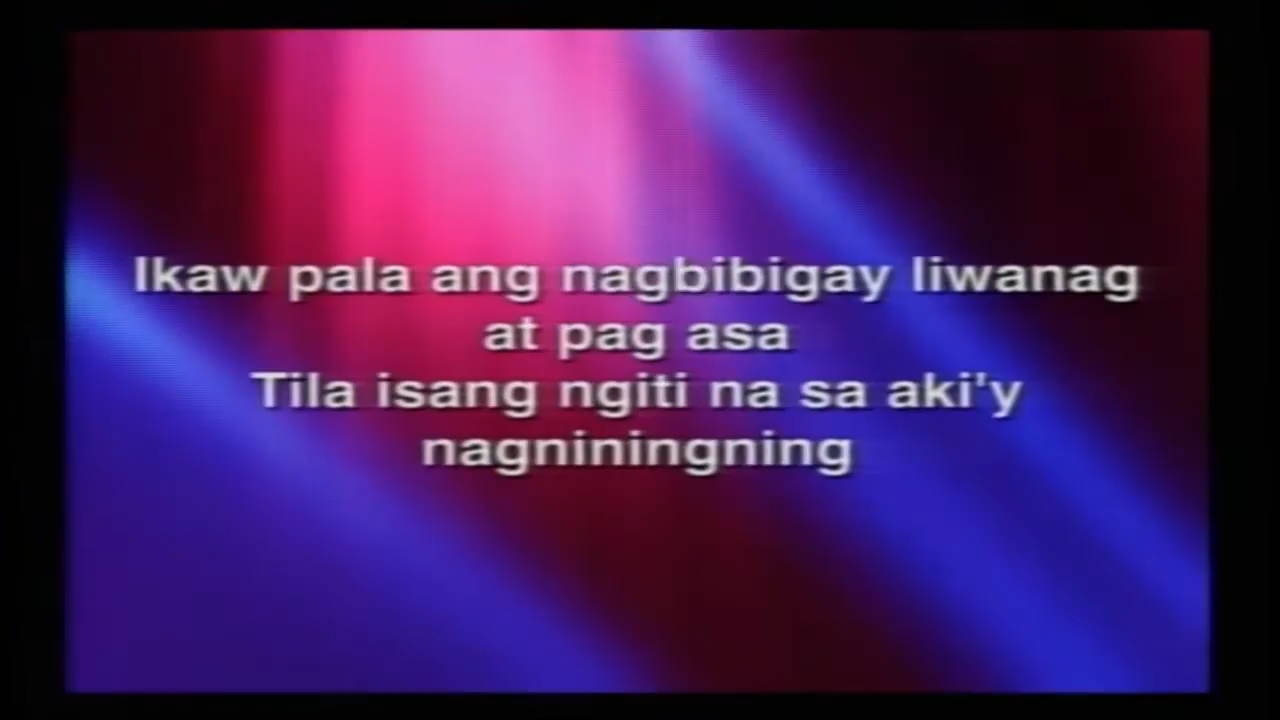 Ikaw pala ang nagbibigay liwanag
at pag asa
Tila isang ngiti na sa aki'y
nagniningning